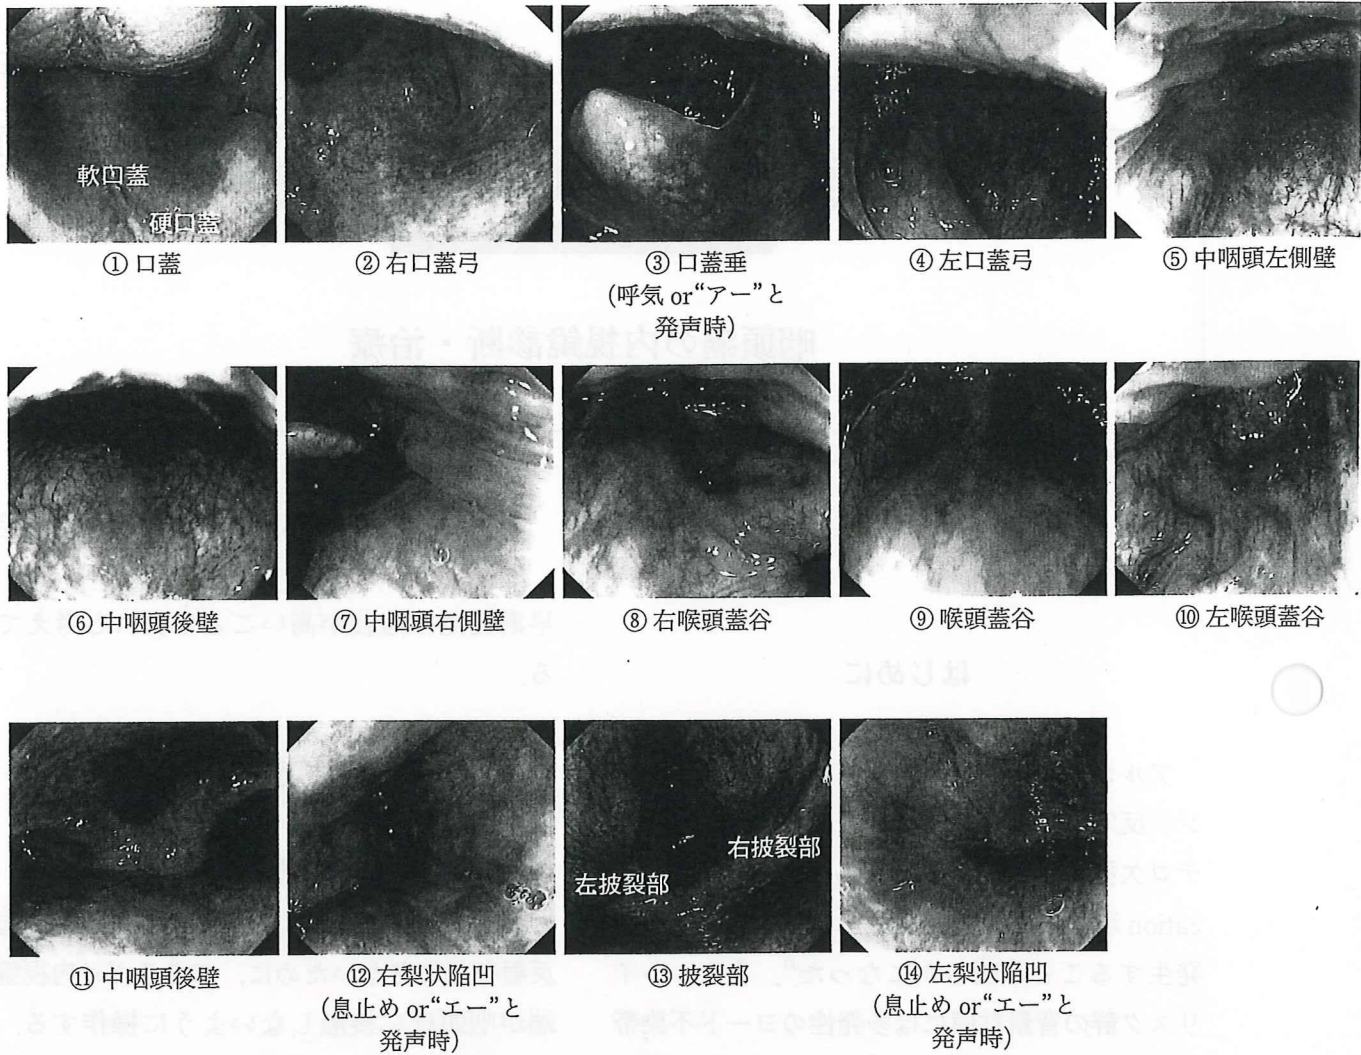 軟口蓋
硬口蓋
① 口蓋
② 右口蓋弓
③ 口蓋垂
(呼気 or“アー”と
発声時)
④ 左口蓋弓
⑤ 中咽頭左側壁
⑥ 中咽頭後壁
⑦ 中咽頭右側壁
⑧ 右喉頭蓋谷
⑨ 喉頭蓋谷
⑩ 左喉頭蓋谷
⑪ 中咽頭後壁
⑫ 右梨状陥凹
(息止め or“エー”と
発声時)
右披裂部
左披裂部
⑬ 披裂部
⑭ 左梨状陥凹
(息止め or“エー”と
発声時)